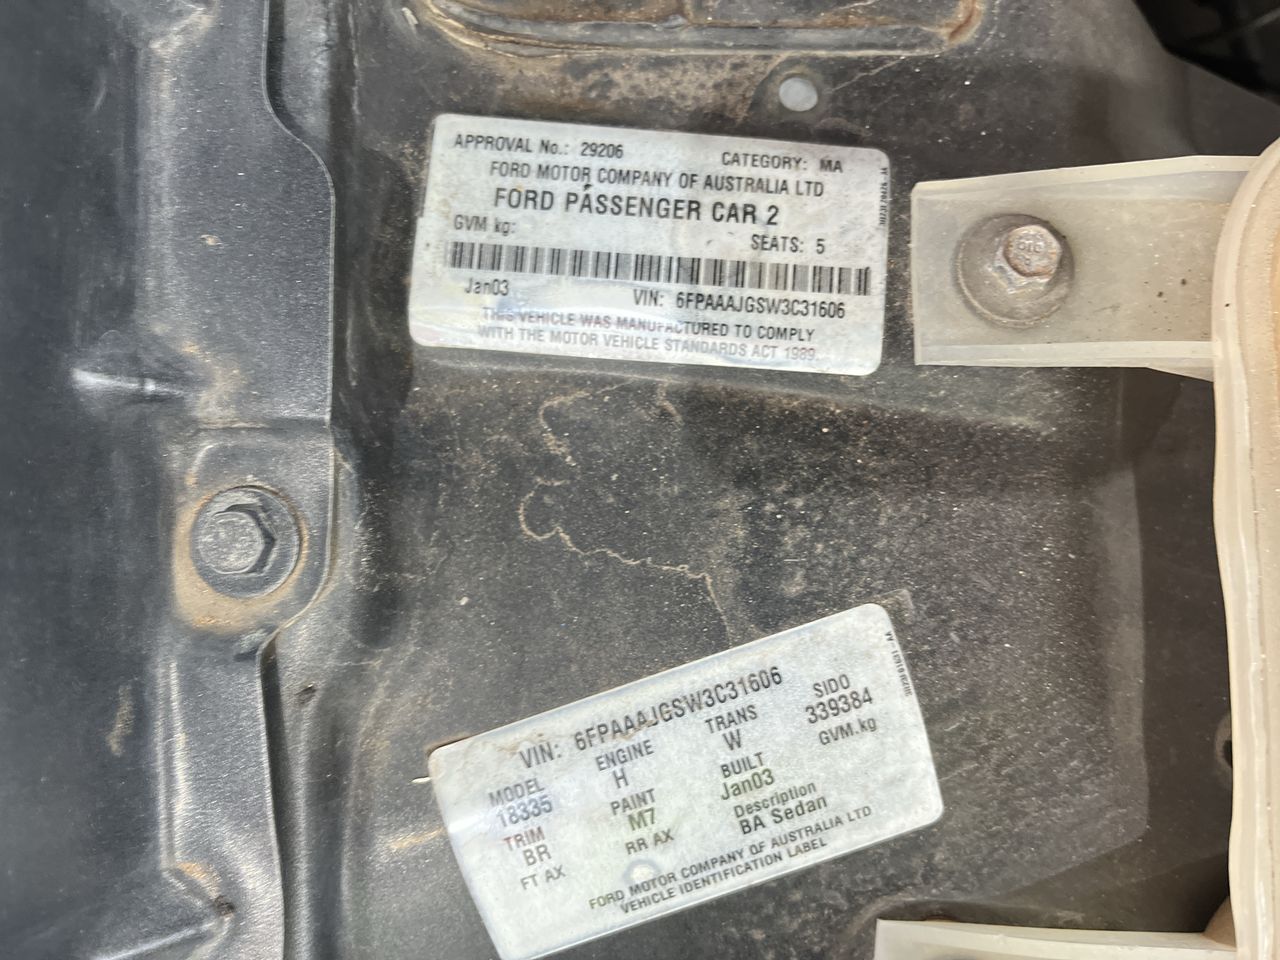 APPROVAL No.: 29206 CATEGORY: MA
FORD MOTOR COMPANY OF AUSTRALIA LTD
FORD PASSENGER CAR 2
GVM kg: SEATS: 5
Jan03 VIN: 6FPAAAJGSW3C31606
THIS VEHICLE WAS MANUFACTURED TO COMPLY
WITH THE MOTOR VEHICLE STANDARDS ACT 1989.
VIN: 6FPAAAJGSW3C31606
MODEL ENGINE TRANS SIDO
18335 H W 339384
TRIM PAINT BUILT GVM.kg
BR M7 Jan03
FT AX RR AX Description
BA Sedan
FORD MOTOR COMPANY OF AUSTRALIA LTD
VEHICLE IDENTIFICATION LABEL